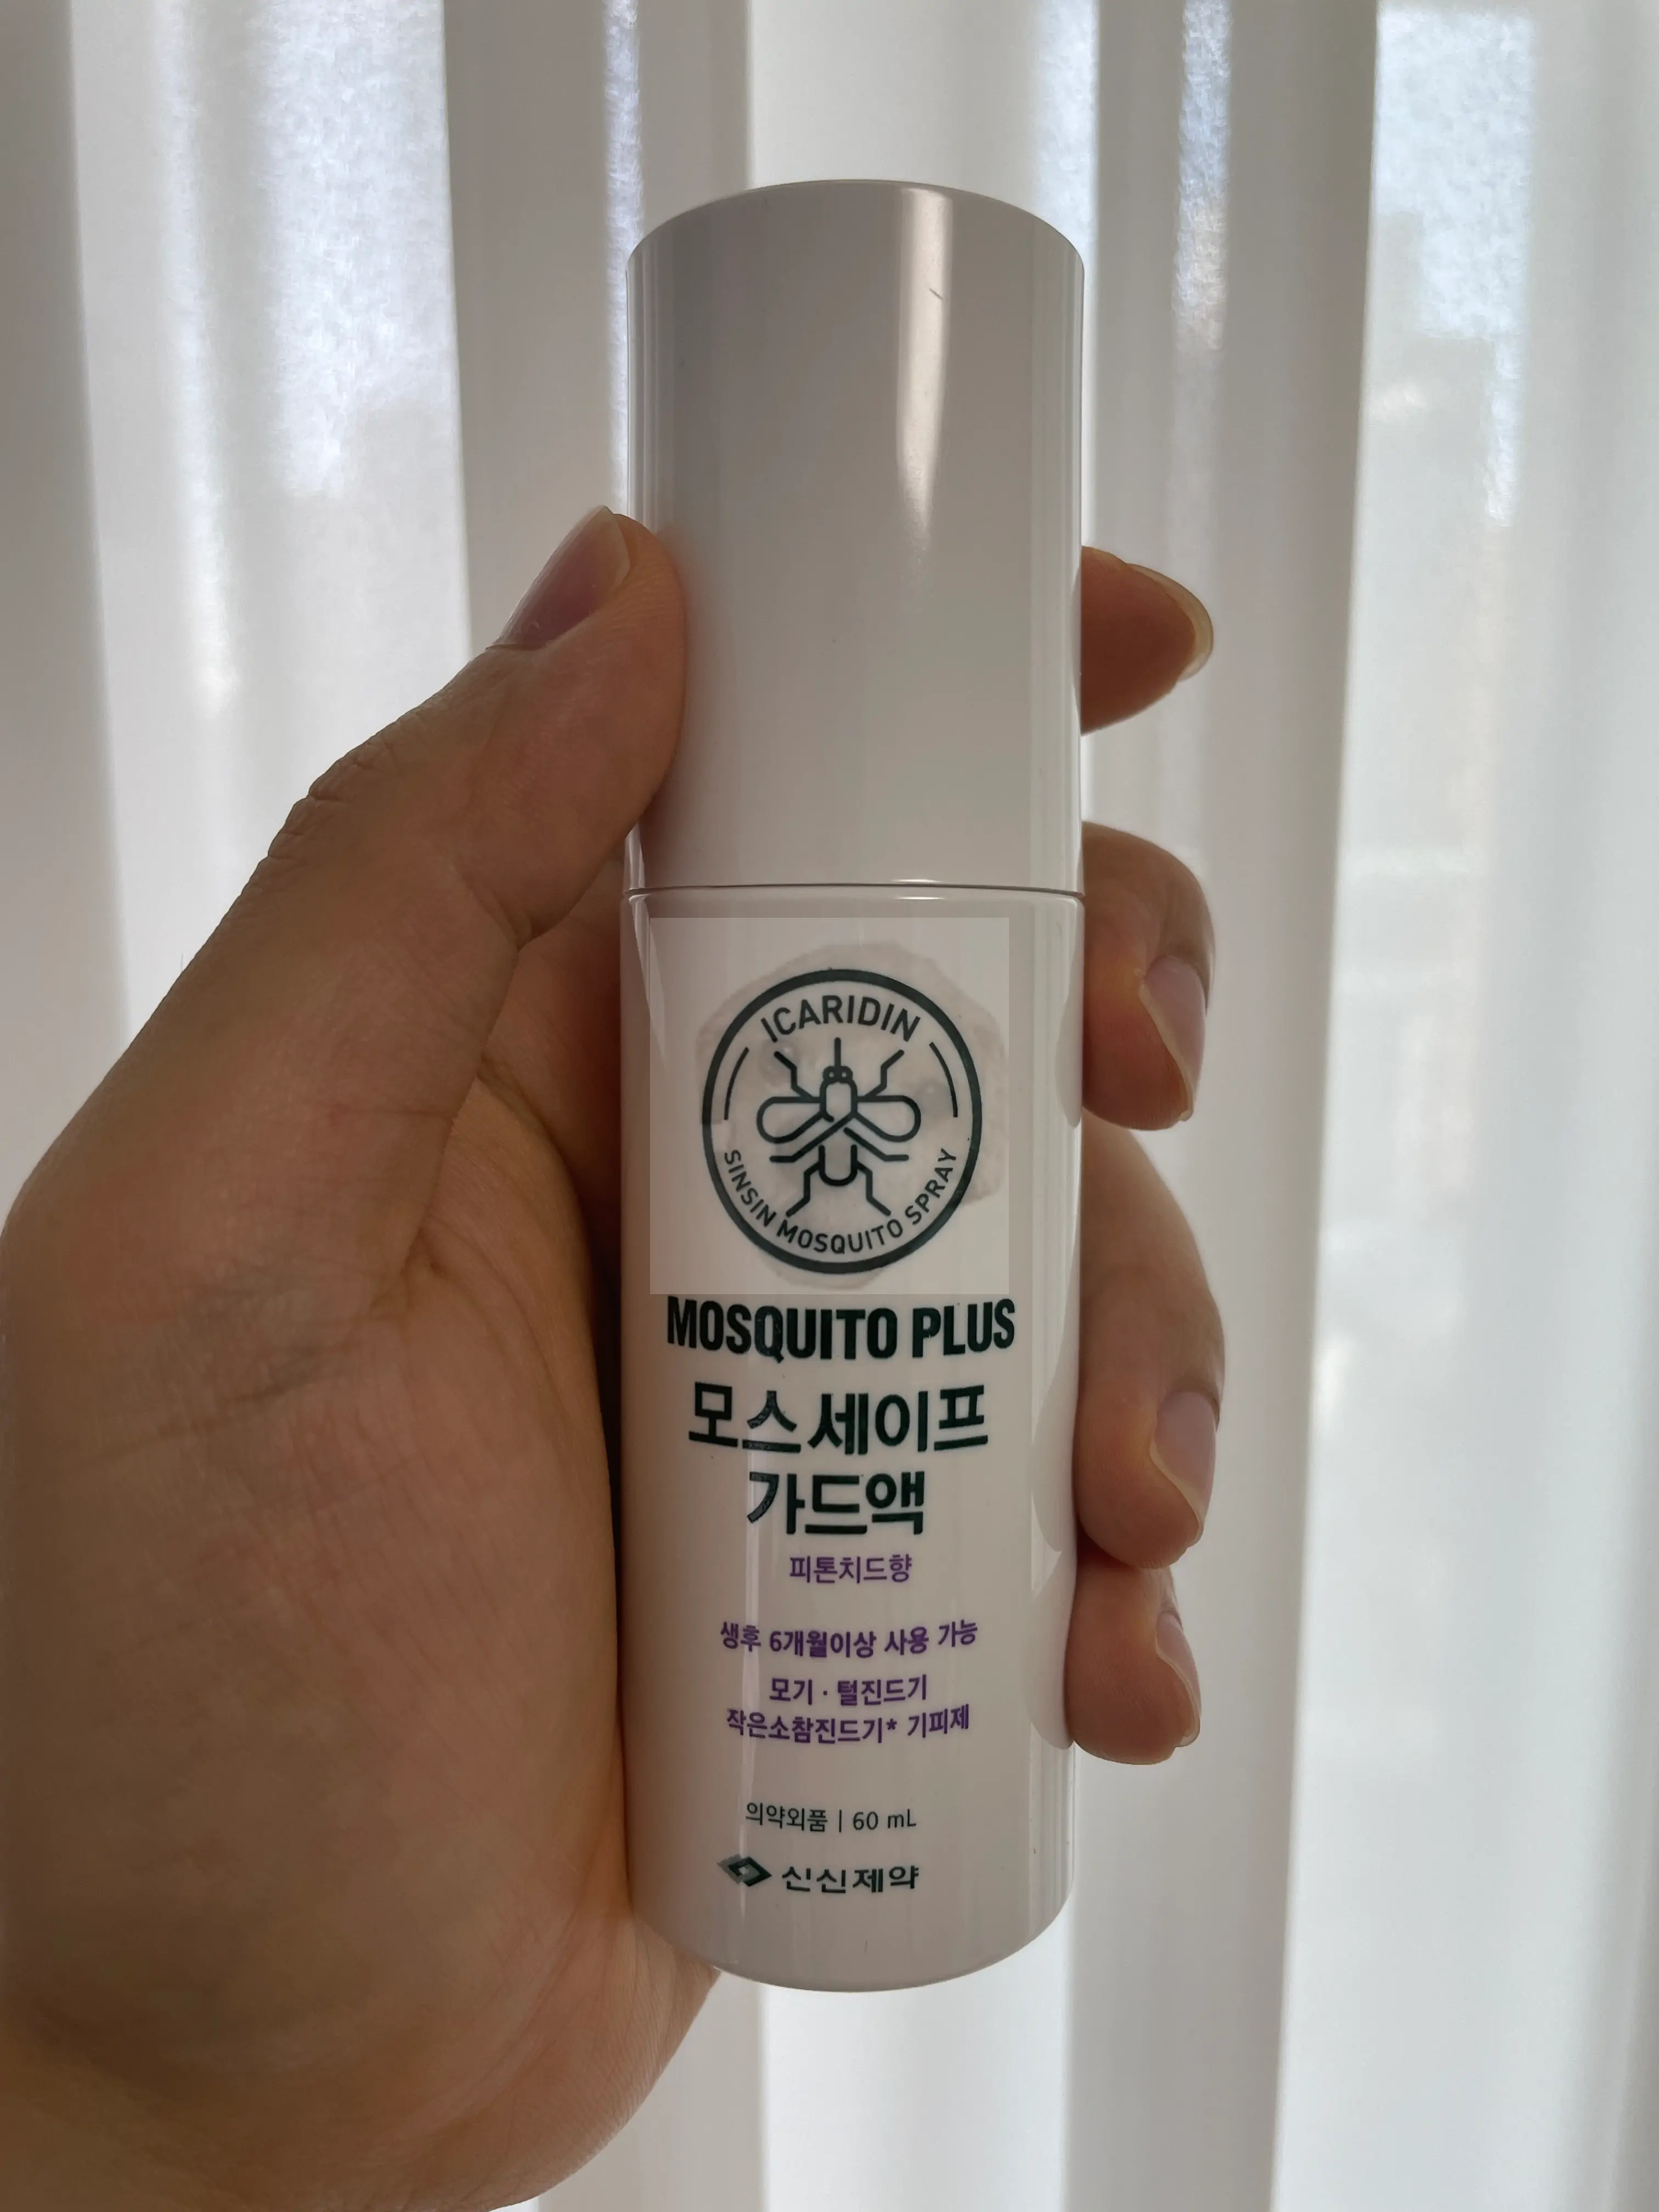 ICARIDIN
SINSIN MOSQUITO SPRAY
MOSQUITO PLUS
모스세이프
가드액
피톤치드향
생후 6개월이상 사용 가능
모기 · 털진드기
작은소참진드기* 기피제
의약외품 | 60 mL
신신제약